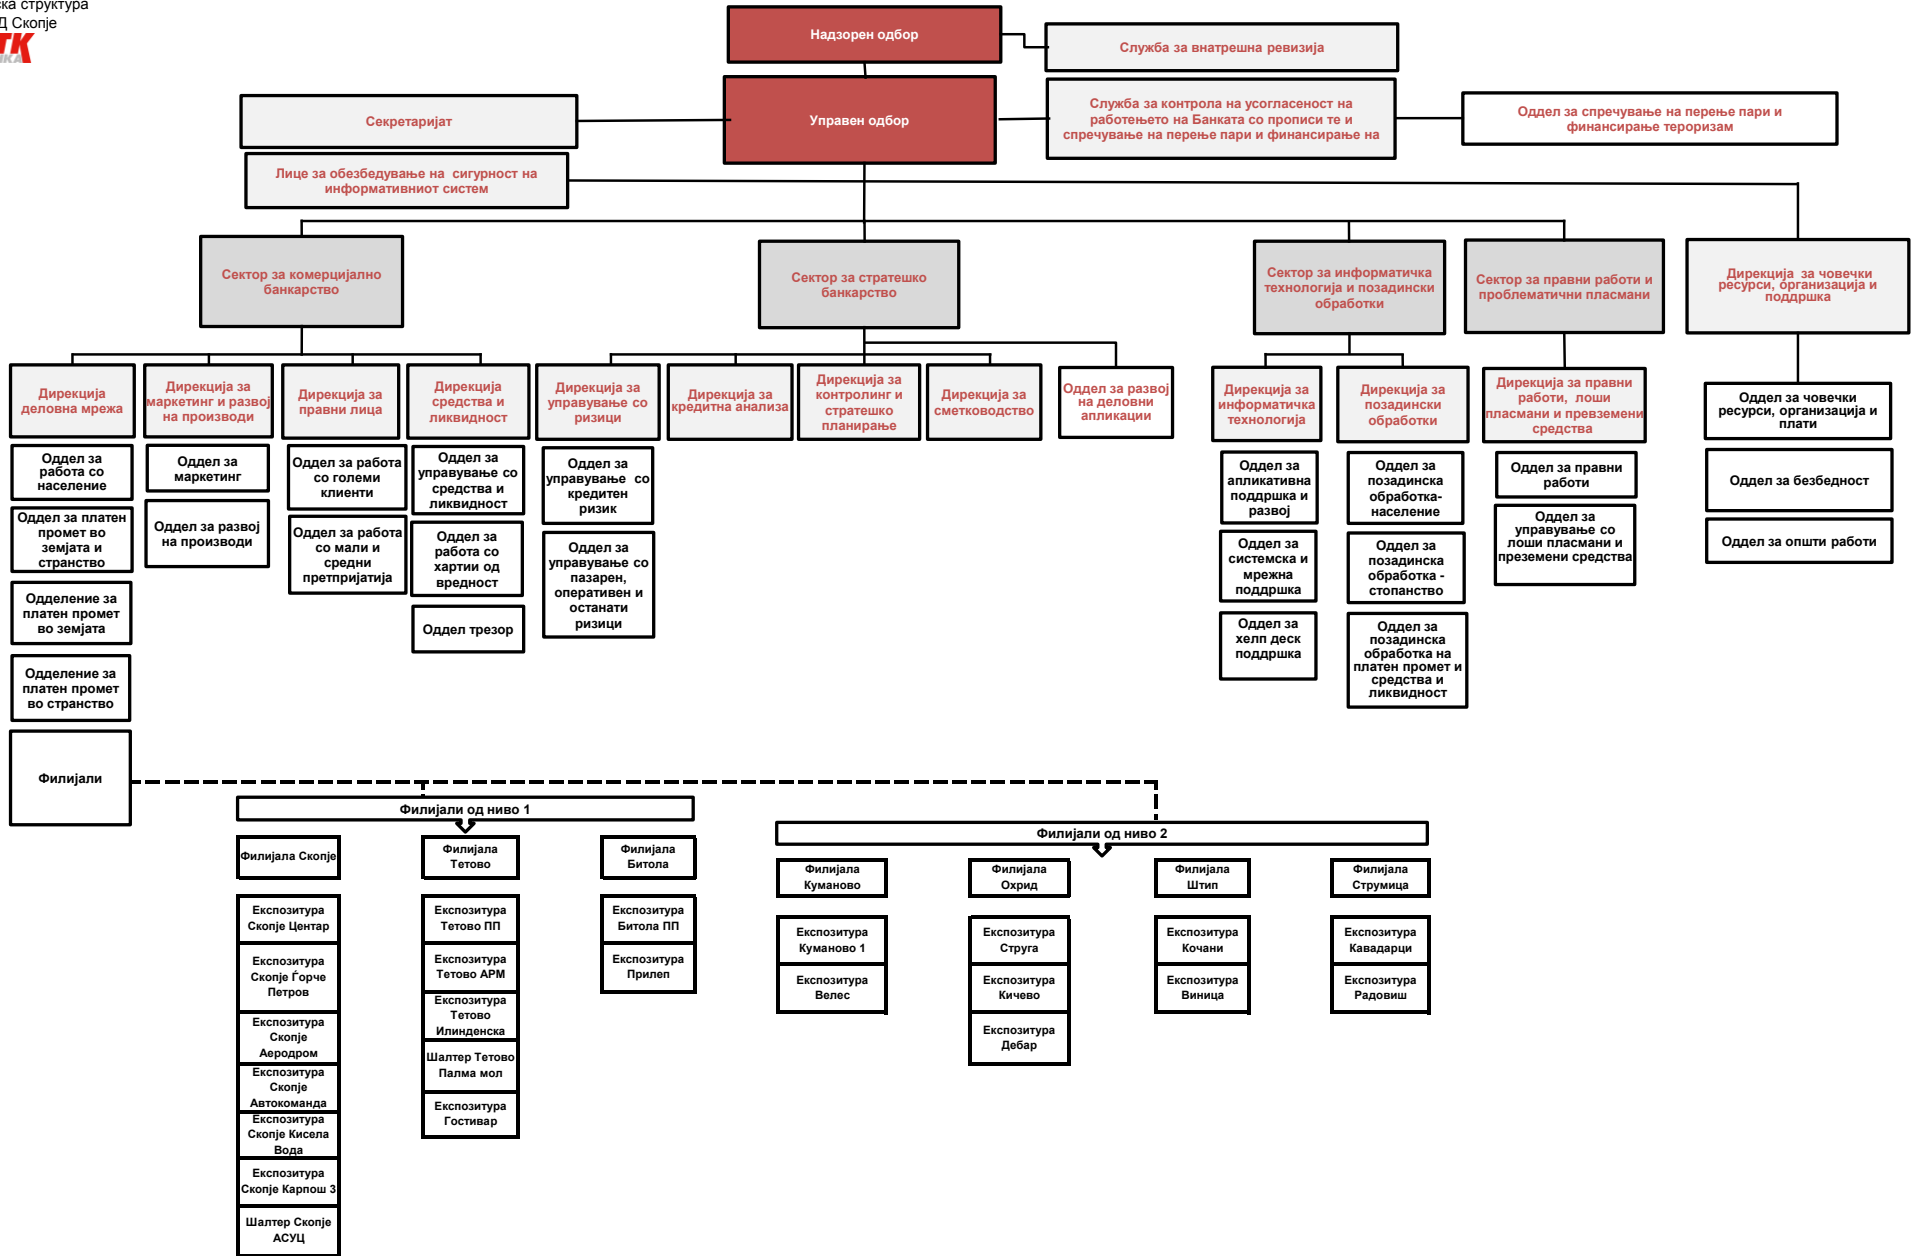 ска структура
Д Скопје
ТК
НКА
Надзорен одбор
Служба за внатрешна ревизија
Секретаријат
Управен одбор
Служба за контрола на усогласеност на
работењето на Банката со прописи те и
спречување на перење пари и финансирање на
Оддел за спречување на перење пари и
финансирање тероризам
Лице за обезбедување на сигурност на
информативниот систем
Сектор за комерцијално
банкарство
Сектор за стратешко
банкарство
Сектор за информатичка
технологија и позадински
обработки
Сектор за правни работи и
проблематични пласмани
Дирекција за човечки
ресурси, организација и
поддршка
Дирекција
деловна мрежа
Дирекција за
маркетинг и развој
на производи
Дирекција за
правни лица
Дирекција
средства и
ликвидност
Дирекција за
управување со
ризици
Дирекција за
кредитна анализа
Дирекција за
контролинг и
стратешко
планирање
Дирекција за
сметководство
Оддел за развој
на деловни
апликации
Дирекција за
информатичка
технологија
Дирекција за
позадински
обработки
Дирекција за правни
работи, лоши
пласмани и превземени
средства
Оддел за човечки
ресурси, организација и
плати
Оддел за безбедност
Оддел за општи работи
Оддел за
работа со
население
Оддел за платен
промет во
земјата и
странство
Одделение за
платен промет
во земјата
Одделение за
платен промет
во странство
Филијали
Оддел за
маркетинг
Оддел за развој
на производи
Оддел за работа
со големи
клиенти
Оддел за работа
со мали и
средни
претпријатија
Оддел за
управување со
средства и
ликвидност
Оддел за
работа со
хартии од
вредност
Оддел трезор
Оддел за
управување со
кредитен
ризик
Оддел за
управување со
пазарен,
оперативен и
останати
ризици
Оддел за
апликативна
поддршка и
развој
Оддел за
системска и
мрежна
поддршка
Оддел за
хелп деск
поддршка
Оддел за
позадинска
обработка-
население
Оддел за
позадинска
обработка -
стопанство
Оддел за
позадинска
обработка на
платен промет и
средства и
ликвидност
Оддел за правни
работи
Оддел за
управување со
лоши пласмани и
преземени средства
Филијали од ниво 1
Филијала Скопје
Експозитура
Скопје Центар
Експозитура
Скопје Ѓорче
Петров
Експозитура
Скопје
Аеродром
Експозитура
Скопје
Автокоманда
Експозитура
Скопје Кисела
Вода
Експозитура
Скопје Карпош 3
Шалтер Скопје
АСУЦ
Филијала
Тетово
Експозитура
Тетово ПП
Експозитура
Тетово АРМ
Експозитура
Тетово
Илинденска
Шалтер Тетово
Палма мол
Експозитура
Гостивар
Филијала
Битола
Експозитура
Битола ПП
Експозитура
Прилеп
Филијали од ниво 2
Филијала
Куманово
Експозитура
Куманово 1
Експозитура
Велес
Филијала
Охрид
Експозитура
Струга
Експозитура
Кичево
Експозитура
Дебар
Филијала
Штип
Експозитура
Кочани
Експозитура
Виница
Филијала
Струмица
Експозитура
Кавадарци
Експозитура
Радовиш